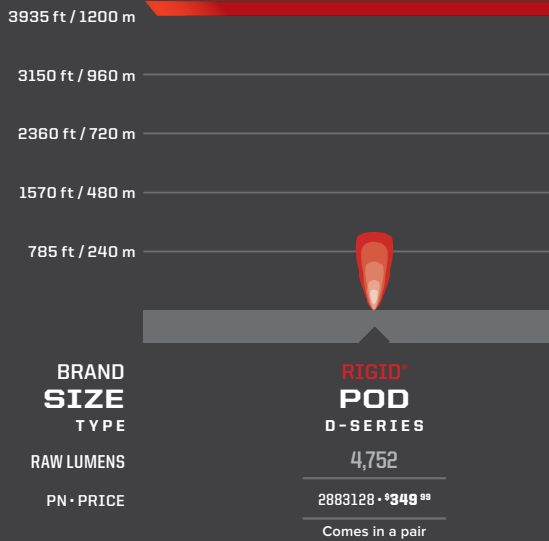 3935 ft / 1200 m
3150 ft / 960 m
2360 ft / 720 m
1570 ft / 480 m
785 ft / 240 m
BRAND RIGID®
SIZE POD
TYPE D-SERIES
RAW LUMENS 4,752
PN • PRICE 2883128 • $349 99
Comes in a pair